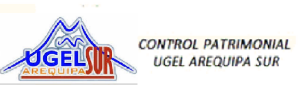 UGEL SUR
AREQUIPA
CONTROL PATRIMONIAL
UGEL AREQUIPA SUR